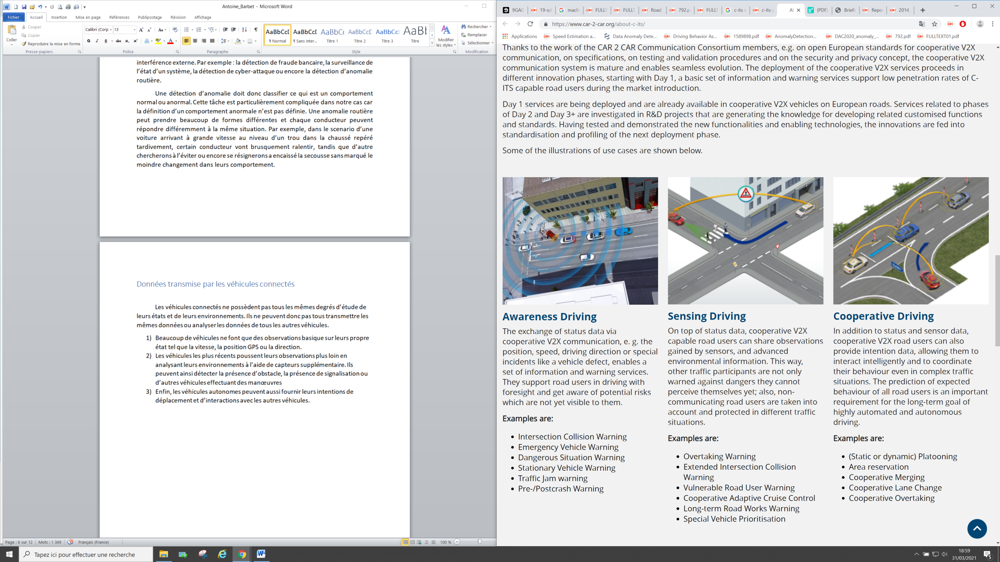 Antoine_Barbet - Microsoft Word
Fichier
Accueil
Insertion
Mise en page
Références
Publipostage
Révision
Affichage
Coller
Couper
Copier
Reproduire la mise en forme
Presse-papiers
Calibri (Corp
13
Police
Paragraphe
AaBbCcD
¶ Normal
AaBbCcD
¶ Sans inter...
AaBbCc
Titre 1
AaBbCcD
Titre 2
AaBbCcI
Titre 3
AaBb
Titre
Style
Modifier
les styles
Rechercher
Remplacer
Sélectionner
Modification
interférence externe. Par exemple : la détection de fraude bancaire, la surveillance de
l'état d'un système, la détection de cyber-attaque ou encore la détection d'anomalie
routière.
Une détection d'anomalie doit donc classifier ce qui est un comportement
normal ou anormal. Cette tâche est particulièrement compliquée dans notre cas car
la définition d'un comportement anormale n'est pas définie. Une anomalie routière
peut prendre beaucoup de formes différentes et chaque conducteur peuvent
répondre différemment à la même situation. Par exemple, dans le scenario d'une
voiture arrivant à grande vitesse au niveau d'un trou dans la chaussé repéré
tardivement, certain conducteur vont brusquement ralentir, tandis que d'autre
chercherons à l'éviter ou encore se résignerons a encaissé la secousse sans marqué le
moindre changement dans leurs comportement.
Données transmise par les véhicules connectés
Les véhicules connectés ne possèdent pas tous les mêmes degrés d'étude de
leurs états et de leurs environnements. Ils ne peuvent donc pas tous transmettre les
mêmes données ou analyser les données de tous les autres véhicules.
1) Beaucoup de véhicules ne font que des observations basique sur leurs propre
état tel que la vitesse, la position GPS ou la direction.
2) Les véhicules les plus récents poussent leurs observations plus loin en
analysant leurs environnements à l'aide de capteurs supplémentaire. Ils
peuvent ainsi détecter la présence d'obstacle, la présence de signalisation ou
d'autres véhicules effectuant des manœuvres
3) Enfin, les véhicules autonomes peuvent aussi fournir leurs intentions de
déplacement et d'interactions avec les autres véhicules.
Page : 6 sur 12
Mots : 1 369
Français (France)
100 %
9GAG
19-sd
mach
FULLT
FULLT
Road
792.p
FULLT
c-its d
c-its-
Al
(PDF)
Briefi
Repo
2014_
https://www.car-2-car.org/about-c-its/
Applications
Speed Estimation a...
Data Anomaly Dete...
Driving Behavior As...
1589898.pdf
AnomalyDetection...
DAC2020_anomaly_...
792.pdf
FULLTEXT01.pdf
Thanks to the work of the CAR 2 CAR Communication Consortium members, e.g. on open European standards for cooperative V2X
communication, on specifications, on testing and validation procedures and on the security and privacy concept, the cooperative V2X
communication system is mature and enables seamless evolution. The deployment of the cooperative V2X services proceeds in
different innovation phases, starting with Day 1, a basic set of information and warning services support low penetration rates of C-
ITS capable road users during the market introduction.
Day 1 services are being deployed and are already available in cooperative V2X vehicles on European roads. Services related to phases
of Day 2 and Day 3+ are investigated in R&D projects that are generating the knowledge for developing related customised functions
and standards. Having tested and demonstrated the new functionalities and enabling technologies, the innovations are fed into
standardisation and profiling of the next deployment phase.
Some of the illustrations of use cases are shown below.
Awareness Driving
The exchange of status data via
cooperative V2X communication, e. g. the
position, speed, driving direction or special
incidents like a vehicle defect, enables a
set of information and warning services.
They support road users in driving with
foresight and get aware of potential risks
which are not yet visible to them.
Examples are:
• Intersection Collision Warning
• Emergency Vehicle Warning
• Dangerous Situation Warning
• Stationary Vehicle Warning
• Traffic Jam warning
• Pre-/Postcrash Warning
Sensing Driving
On top of status data, cooperative V2X
capable road users can share observations
gained by sensors, and advanced
environmental information. This way,
other traffic participants are not only
warned against dangers they cannot
perceive themselves yet; also, non-
communicating road users are taken into
account and protected in different traffic
situations.
Examples are:
• Overtaking Warning
• Extended Intersection Collision
Warning
• Vulnerable Road User Warning
• Cooperative Adaptive Cruise Control
• Long-term Road Works Warning
• Special Vehicle Prioritisation
Cooperative Driving
In addition to status and sensor data,
cooperative V2X road users can also
provide intention data, allowing them to
interact intelligently and to coordinate
their behaviour even in complex traffic
situations. The prediction of expected
behaviour of all road users is an important
requirement for the long-term goal of
highly automated and autonomous
driving.
Examples are:
• (Static or dynamic) Platooning
• Area reservation
• Cooperative Merging
• Cooperative Lane Change
• Cooperative Overtaking
Tapez ici pour effectuer une recherche
18:59
31/03/2021
5